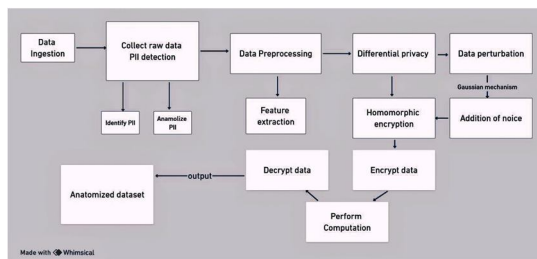 Data
Ingestion
Collect raw data
PII detection
Data Preprocessing
Differential privacy
Data perturbation
Gaussian mechanism
Identify PII
Anamolize
PII
Feature
extraction
Homomorphic
encryption
Addition of noice
Anatomized dataset
output
Decrypt data
Encrypt data
Perform
Computation
Made with Whimsical